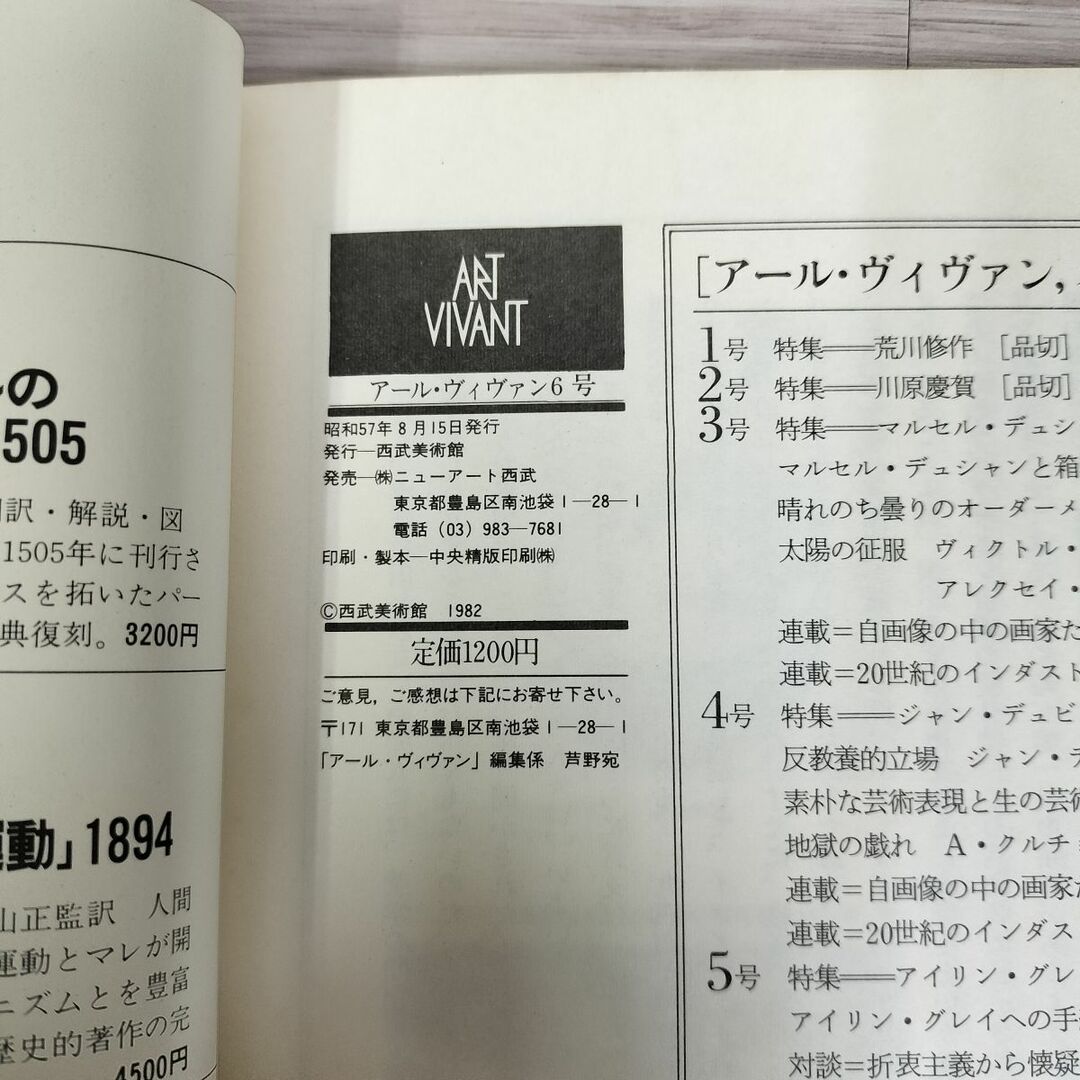 の
505
訳・解説・図
1505年に刊行さ
スを拓いたパー
典復刻。3200円
動」1894
山正監訳 人間
運動とマレが開
ニズムとを豊富
歴史的著作の完
4500円
ART
VIVANT
アール・ヴィヴァン6号
昭和57年8月15日発行
発行―西武美術館
発売―㈱ニューアート西武
東京都豊島区南池袋1―28―1
電話(03)983―7681
印刷・製本―中央精版印刷㈱
©西武美術館 1982
定価1200円
ご意見，ご感想は下記にお寄せ下さい。
〒171 東京都豊島区南池袋1―28―1
「アール・ヴィヴァン」編集係 芦野宛
[アール・ヴィヴァン,
1号 特集――荒川修作 [品切]
2号 特集――川原慶賀 [品切]
3号 特集――マルセル・デュシ
マルセル・デュシャンと箱
晴れのち曇りのオーダーメ
太陽の征服 ヴィクトル・
アレクセイ・
連載＝自画像の中の画家た
連載＝20世紀のインダスト
4号 特集――ジャン・デュビ
反教養的立場 ジャン・デ
素朴な芸術表現と生の芸術
地獄の戯れ A・クルチョ
連載＝自画像の中の画家た
連載＝20世紀のインダス
5号 特集――アイリン・グレ
アイリン・グレイへの手
対談＝折衷主義から懐疑